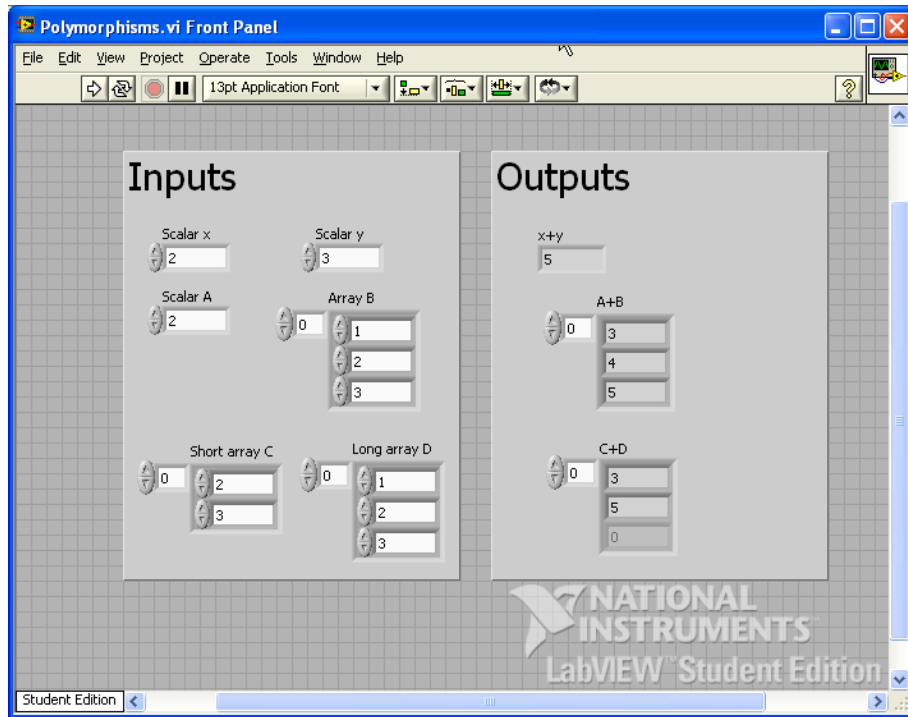 Polymorphisms.vi Front Panel
File Edit View Project Operate Tools Window Help
13pt Application Font
?
Inputs
Scalar x
2
Scalar y
3
Scalar A
2
Array B
0
1
2
3
Short array C
0
2
3
Long array D
0
1
2
3
Outputs
x+y
5
A+B
0
3
4
5
C+D
0
3
5
0
NATIONAL
INSTRUMENTS™
LabVIEW™ Student Edition
Student Edition